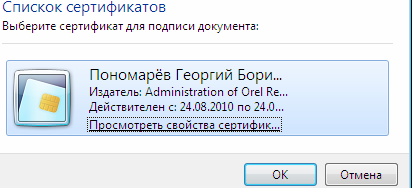 Спискок сертификатов
Выберите сертификат для подписи документа:
Пономарёв Георгий Бори...
Издатель: Administration of Orel Re...
Действителен с: 24.08.2010 по 24.0...
Просмотреть свойства сертифик...
ОК
Отмена